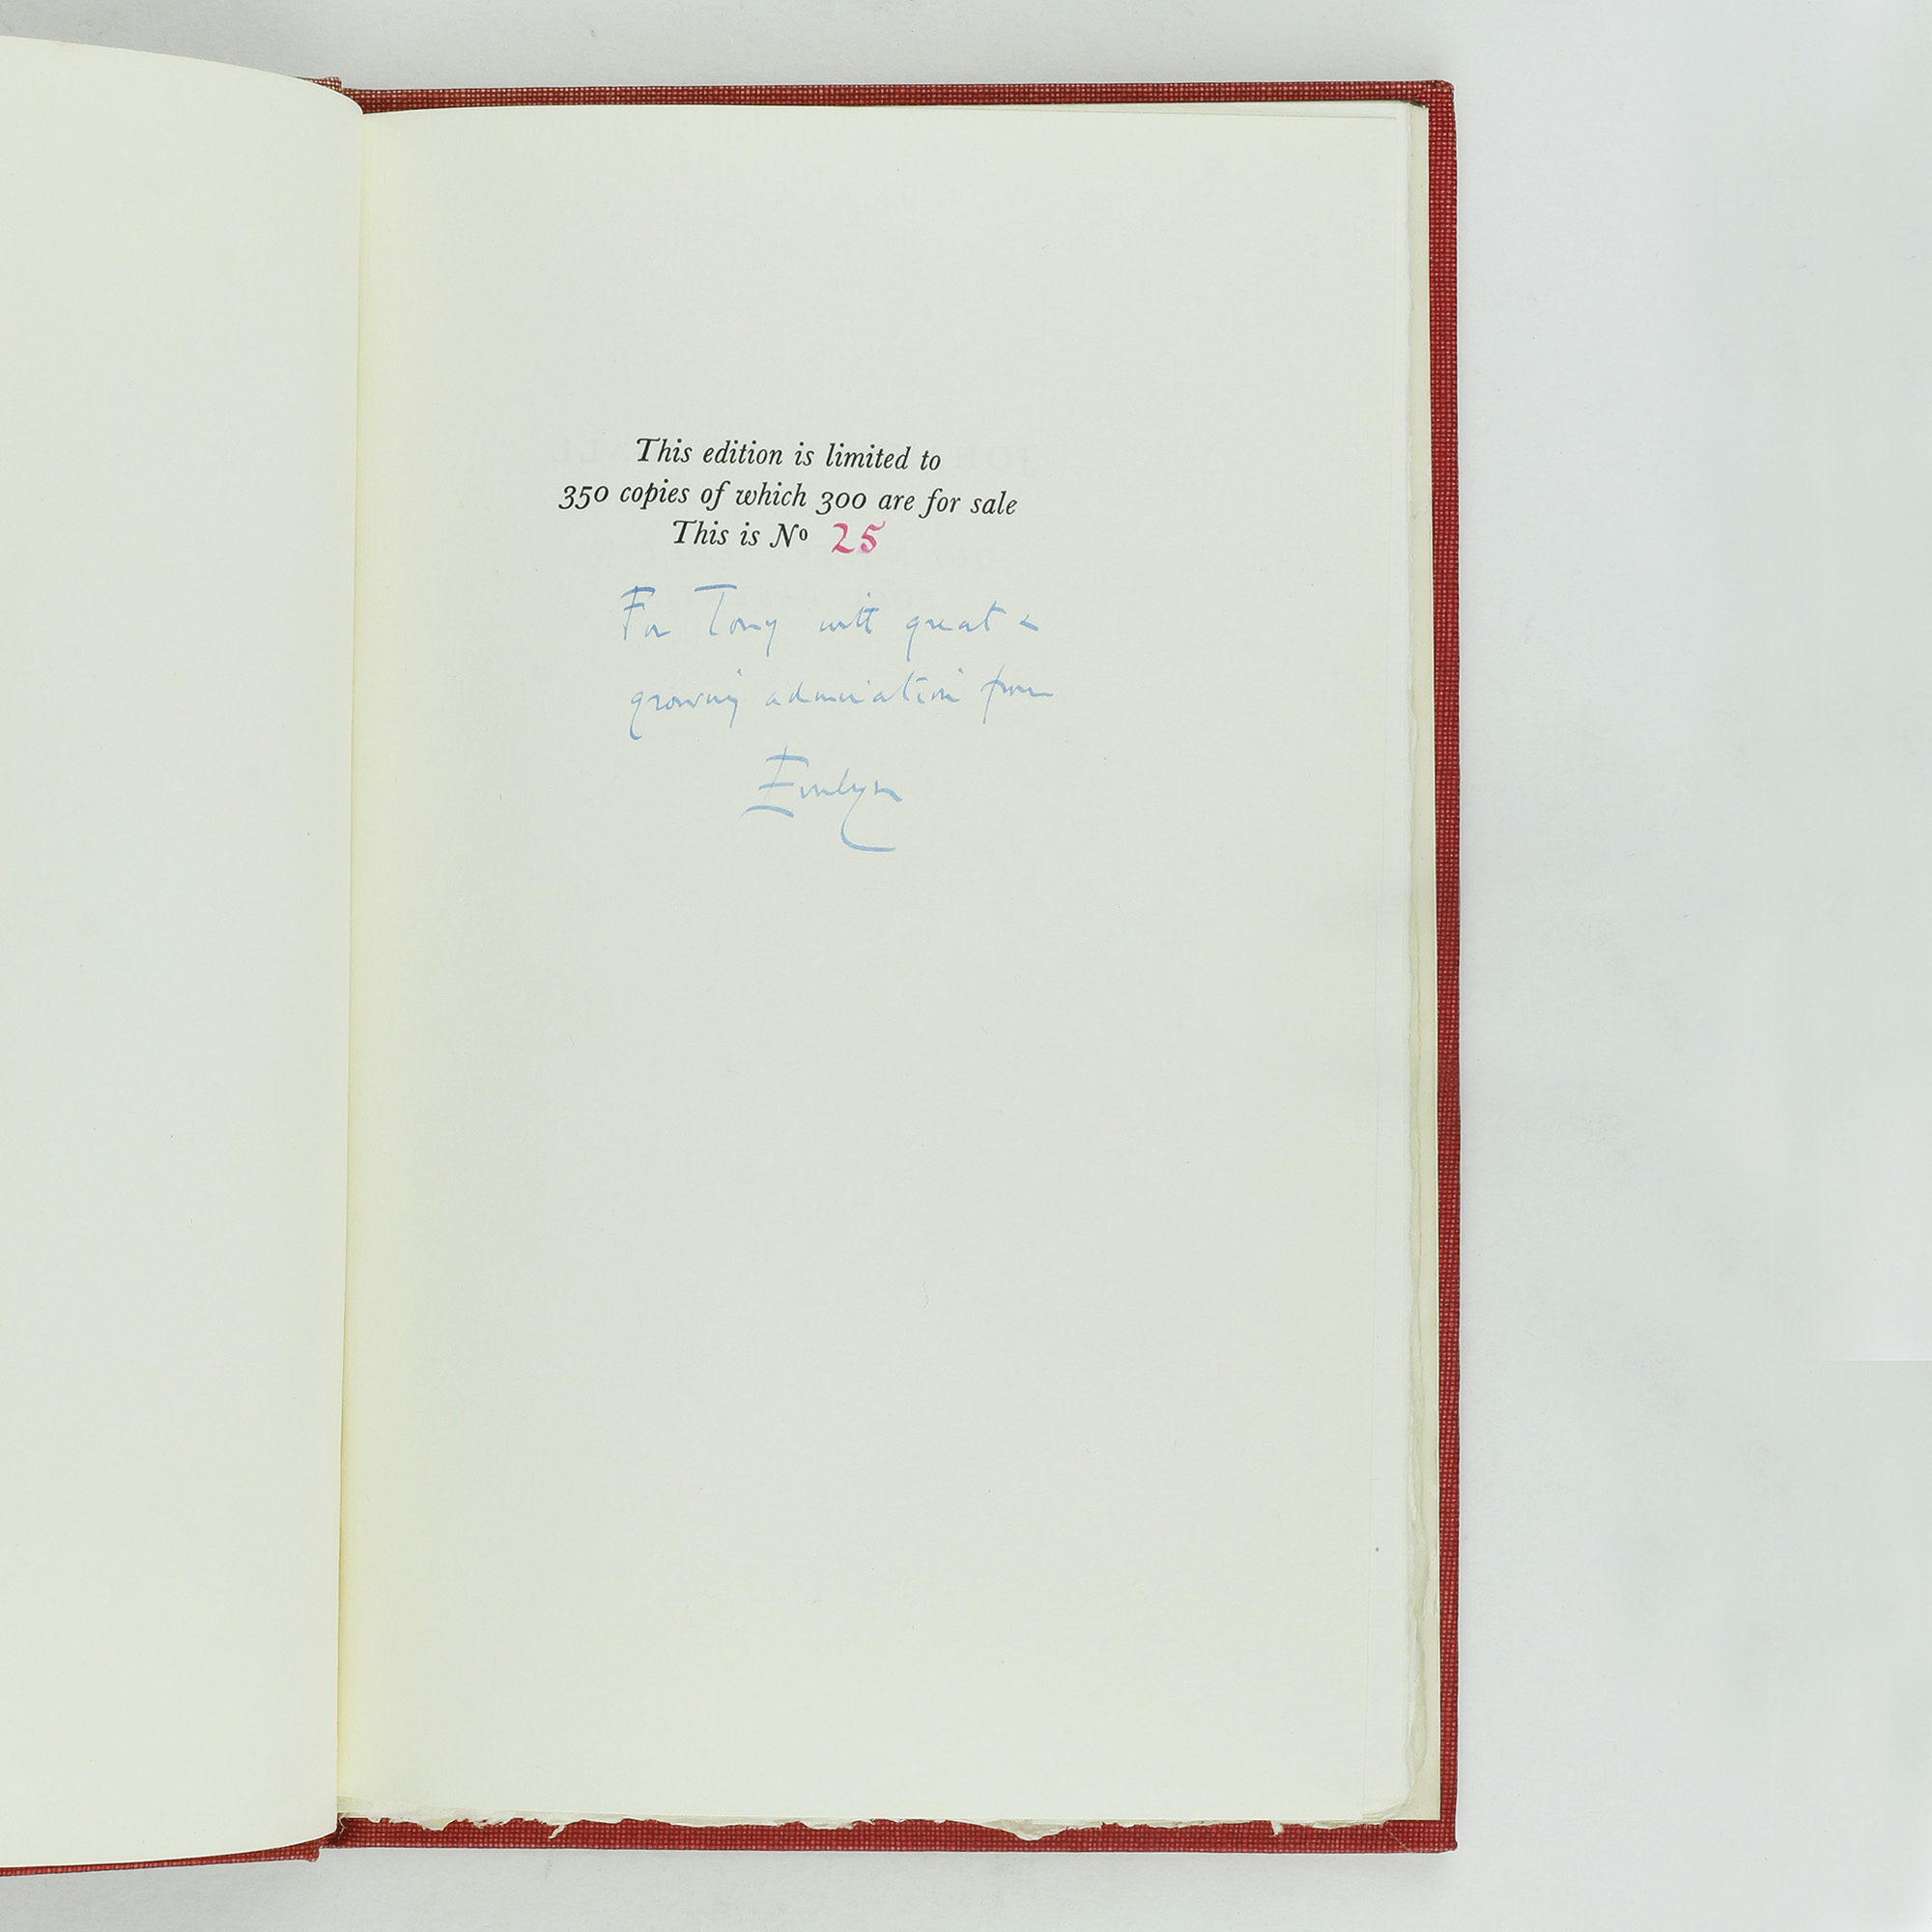 This edition is limited to
350 copies of which 300 are for sale
This is Nº 25
For Tony with great &
growing admiration from
Evelyn